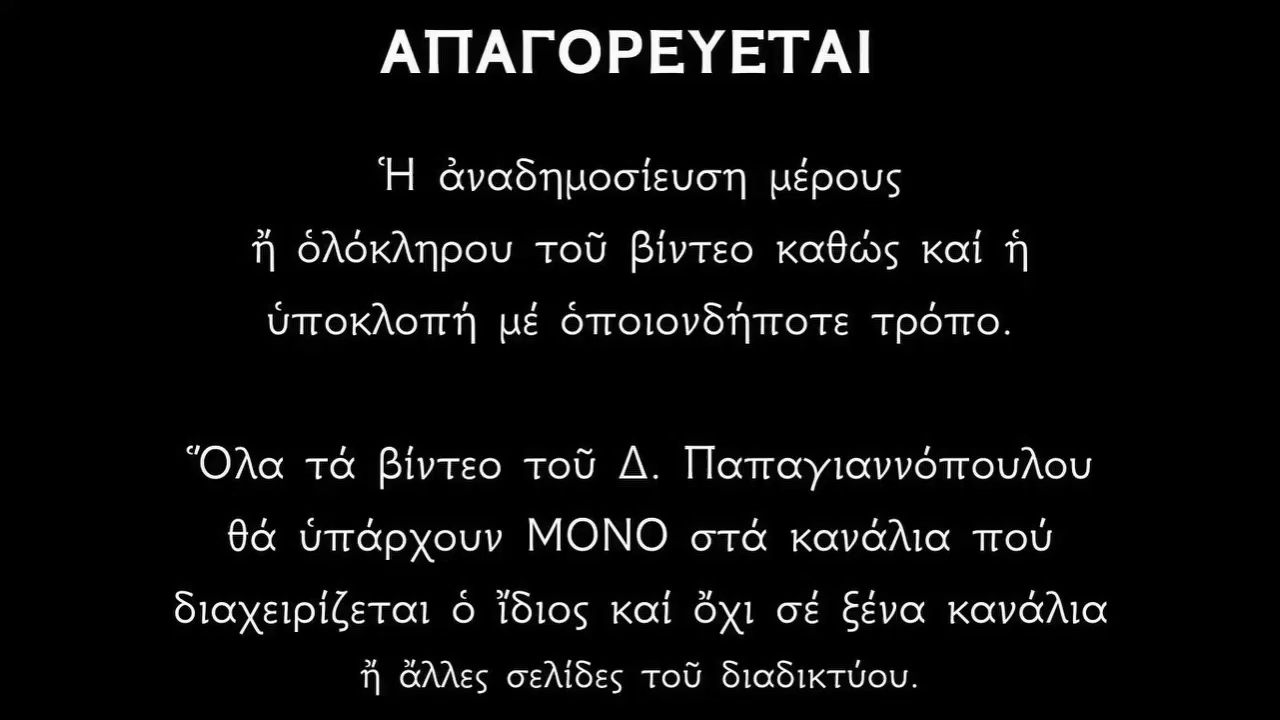 ΑΠΑΓΟΡΕΥΕΤΑΙ
Ἡ ἀναδημοσίευση μέρους
ἤ ὁλόκληρου τοῦ βίντεο καθώς καί ἡ
ὑποκλοπή μέ ὁποιονδήποτε τρόπο.
Ὅλα τά βίντεο τοῦ Δ. Παπαγιαννόπουλου
θά ὑπάρχουν ΜΟΝΟ στά κανάλια πού
διαχειρίζεται ὁ ἴδιος καί ὄχι σέ ξένα κανάλια
ἤ ἄλλες σελίδες τοῦ διαδικτύου.